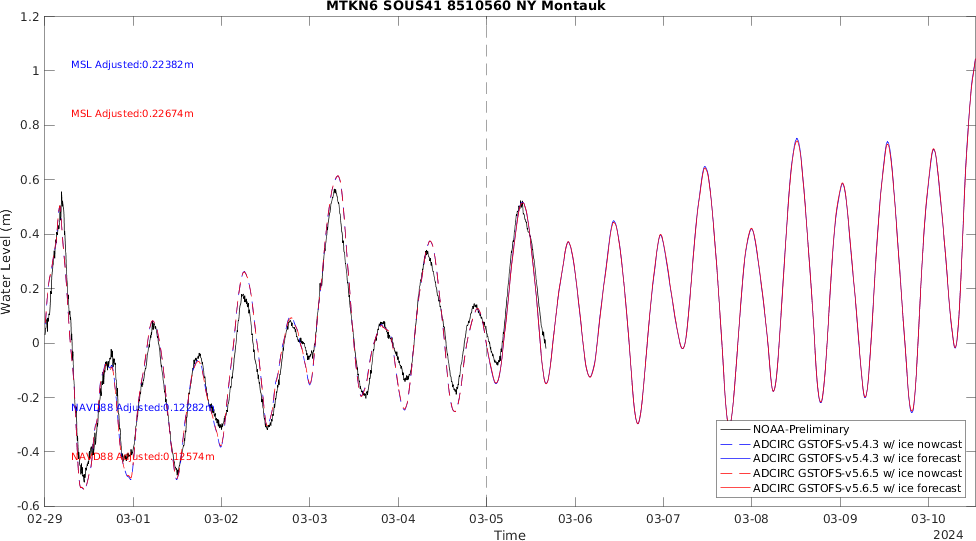 MTKN6 SOUS41 8510560 NY Montauk
1.2
1
0.8
0.6
0.4
0.2
0
-0.2
-0.4
-0.6
Water Level (m)
MSL Adjusted:0.22382m
MSL Adjusted:0.22674m
NAVD88 Adjusted:0.12282m
NAVD88 Adjusted:0.12574m
NOAA-Preliminary
ADCIRC GSTOFS-v5.4.3 w/ ice nowcast
ADCIRC GSTOFS-v5.4.3 w/ ice forecast
ADCIRC GSTOFS-v5.6.5 w/ ice nowcast
ADCIRC GSTOFS-v5.6.5 w/ ice forecast
02-29 03-01 03-02 03-03 03-04 03-05 03-06 03-07 03-08 03-09 03-10
Time
2024